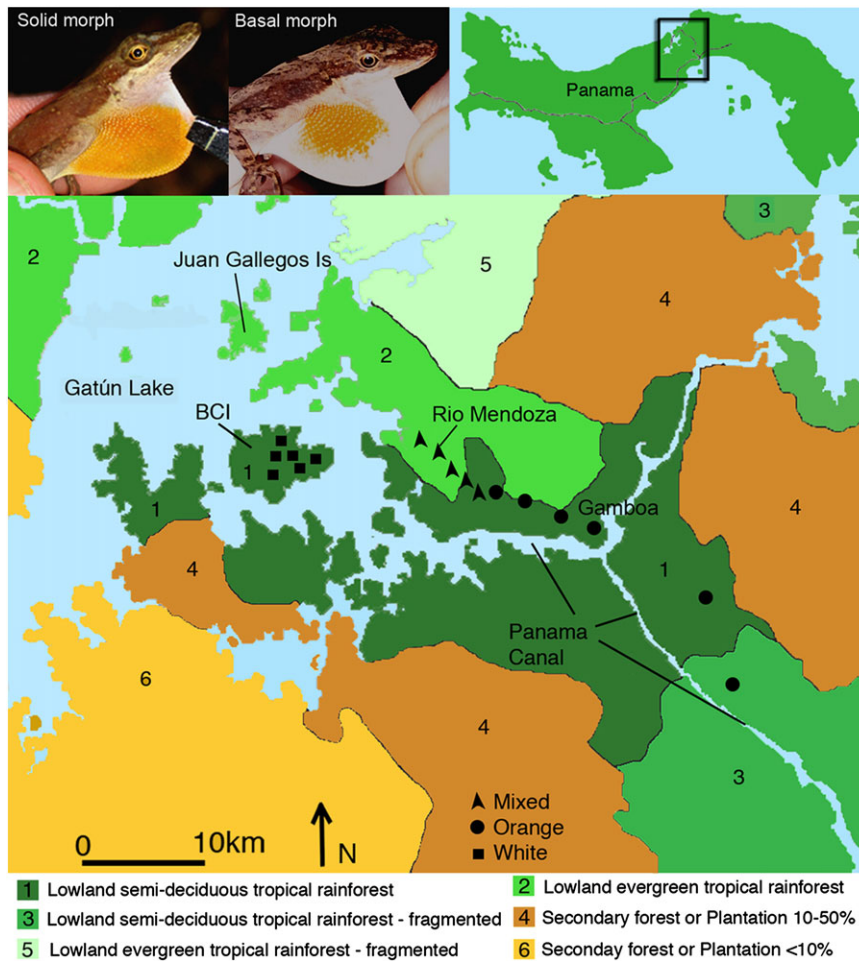 Solid morph
Basal morph
Panama
2
3
5
Juan Gallegos Is
4
2
Gatún Lake
BCI
Rio Mendoza
1
1
Gamboa
4
4
1
Panama
Canal
6
4
3
Mixed
Orange
White
0 10km
N
1 Lowland semi-deciduous tropical rainforest
2 Lowland evergreen tropical rainforest
3 Lowland semi-deciduous tropical rainforest - fragmented
4 Secondary forest or Plantation 10-50%
5 Lowland evergreen tropical rainforest - fragmented
6 Seconday forest or Plantation <10%